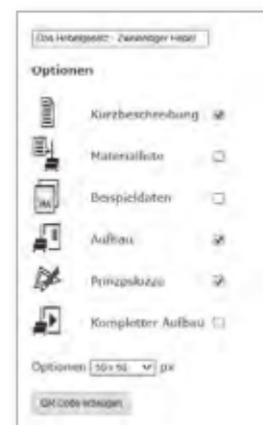 Das Hebelgesetz - Zweiseitiger Hebel
Optionen
Kurzbeschreibung
Materialliste
Beispieldaten
Aufbau
Prinzipskizze
Kompletter Aufbau
Optionen 50 x 50 px
QR Code erzeugen